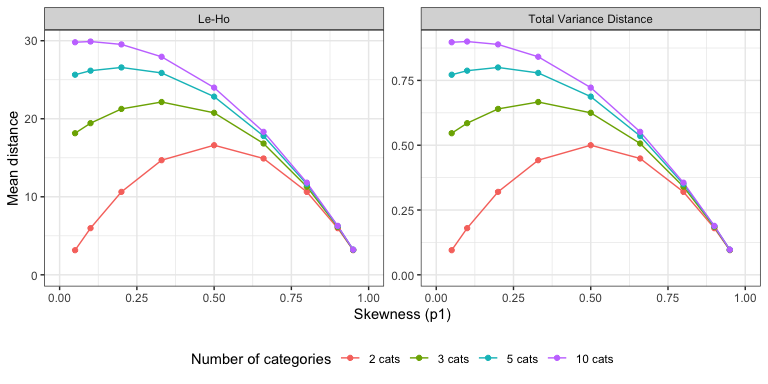 Le-Ho
Total Variance Distance
Mean distance
30
20
10
0
0.75
0.50
0.25
0.00
0.00 0.25 0.50 0.75 1.00
0.00 0.25 0.50 0.75 1.00
Skewness (p1)
Number of categories 2 cats 3 cats 5 cats 10 cats